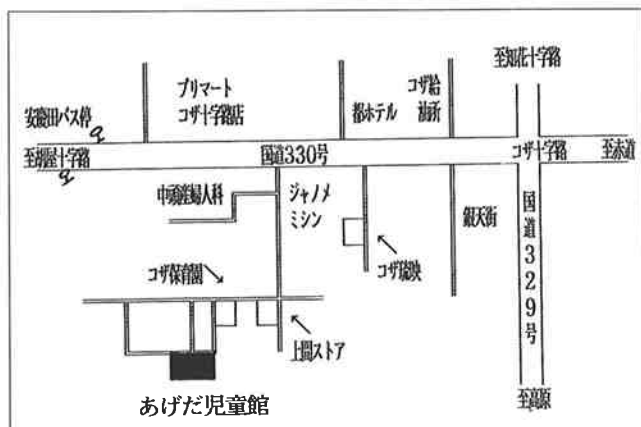 至知花十字路
プリマート
コザ十字路店
コザ給
油所
都ホテル
安慶田バス停
至胡屋十字路
国道330号
コザ十字路
至赤道
中頭産婦人科
ジャノメ
ミシン
銀天街
国道329号
コザ琉映
コザ保育園
上間ストア
至高原
あげだ児童館